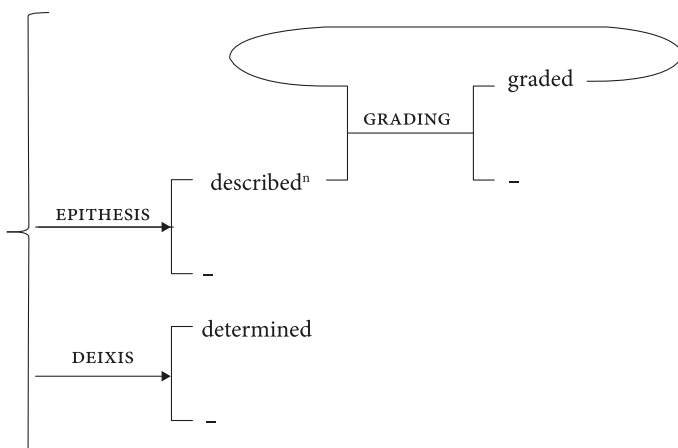 graded
GRADING
describedⁿ
–
EPITHESIS
–
determined
DEIXIS
–